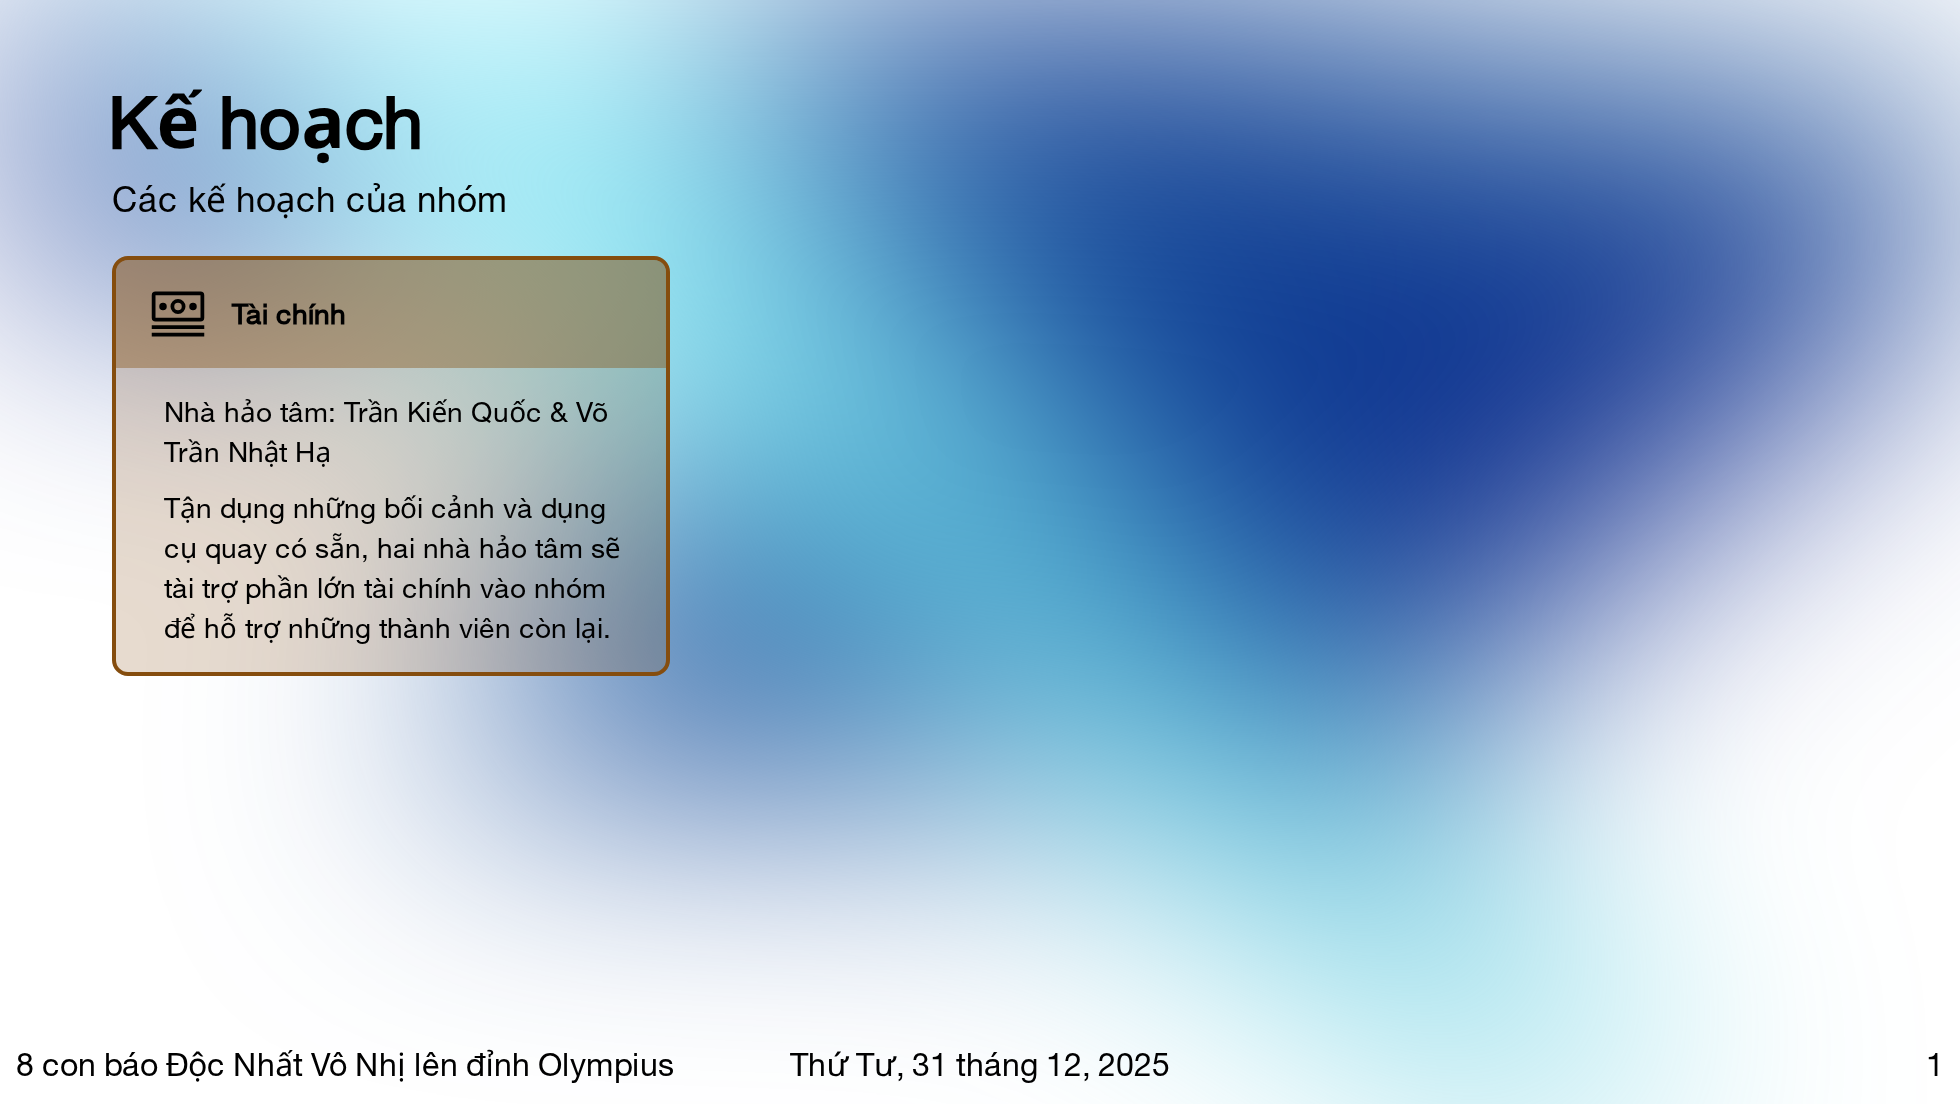 Kế hoạch
Các kế hoạch của nhóm
Tài chính
Nhà hảo tâm: Trần Kiến Quốc & Võ
Trần Nhật Hạ
Tận dụng những bối cảnh và dụng
cụ quay có sẵn, hai nhà hảo tâm sẽ
tài trợ phần lớn tài chính vào nhóm
để hỗ trợ những thành viên còn lại.
8 con báo Độc Nhất Vô Nhị lên đỉnh Olympius
Thứ Tư, 31 tháng 12, 2025
1